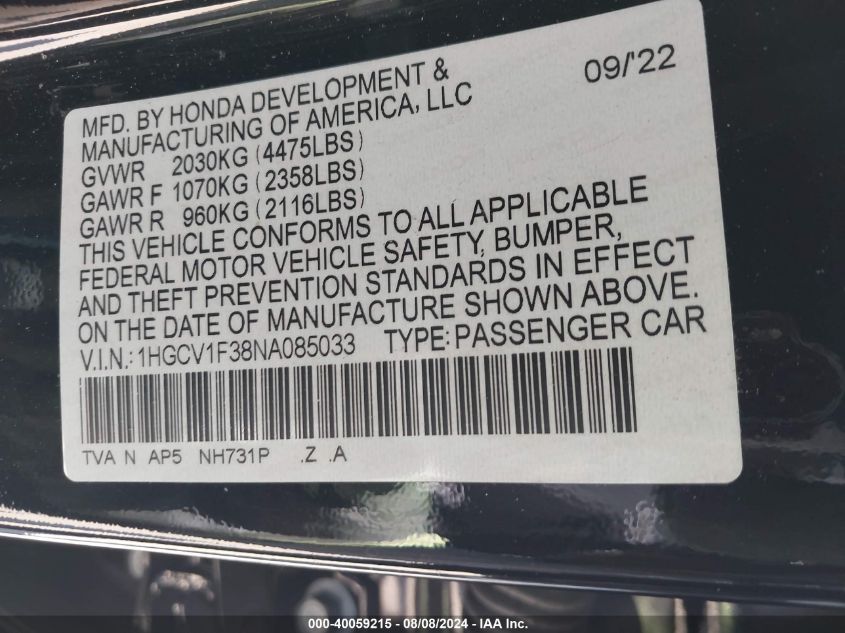 MFD. BY HONDA DEVELOPMENT & 09/'22
MANUFACTURING OF AMERICA, LLC
GVWR 2030KG (4475LBS)
GAWR F 1070KG (2358LBS)
GAWR R 960KG (2116LBS)
THIS VEHICLE CONFORMS TO ALL APPLICABLE
FEDERAL MOTOR VEHICLE SAFETY, BUMPER,
AND THEFT PREVENTION STANDARDS IN EFFECT
ON THE DATE OF MANUFACTURE SHOWN ABOVE.
V.I.N.: 1HGCV1F38NA085033 TYPE: PASSENGER CAR
TVA N AP5 NH731P .Z .A
000-40059215 - 08/08/2024 - IAA Inc.